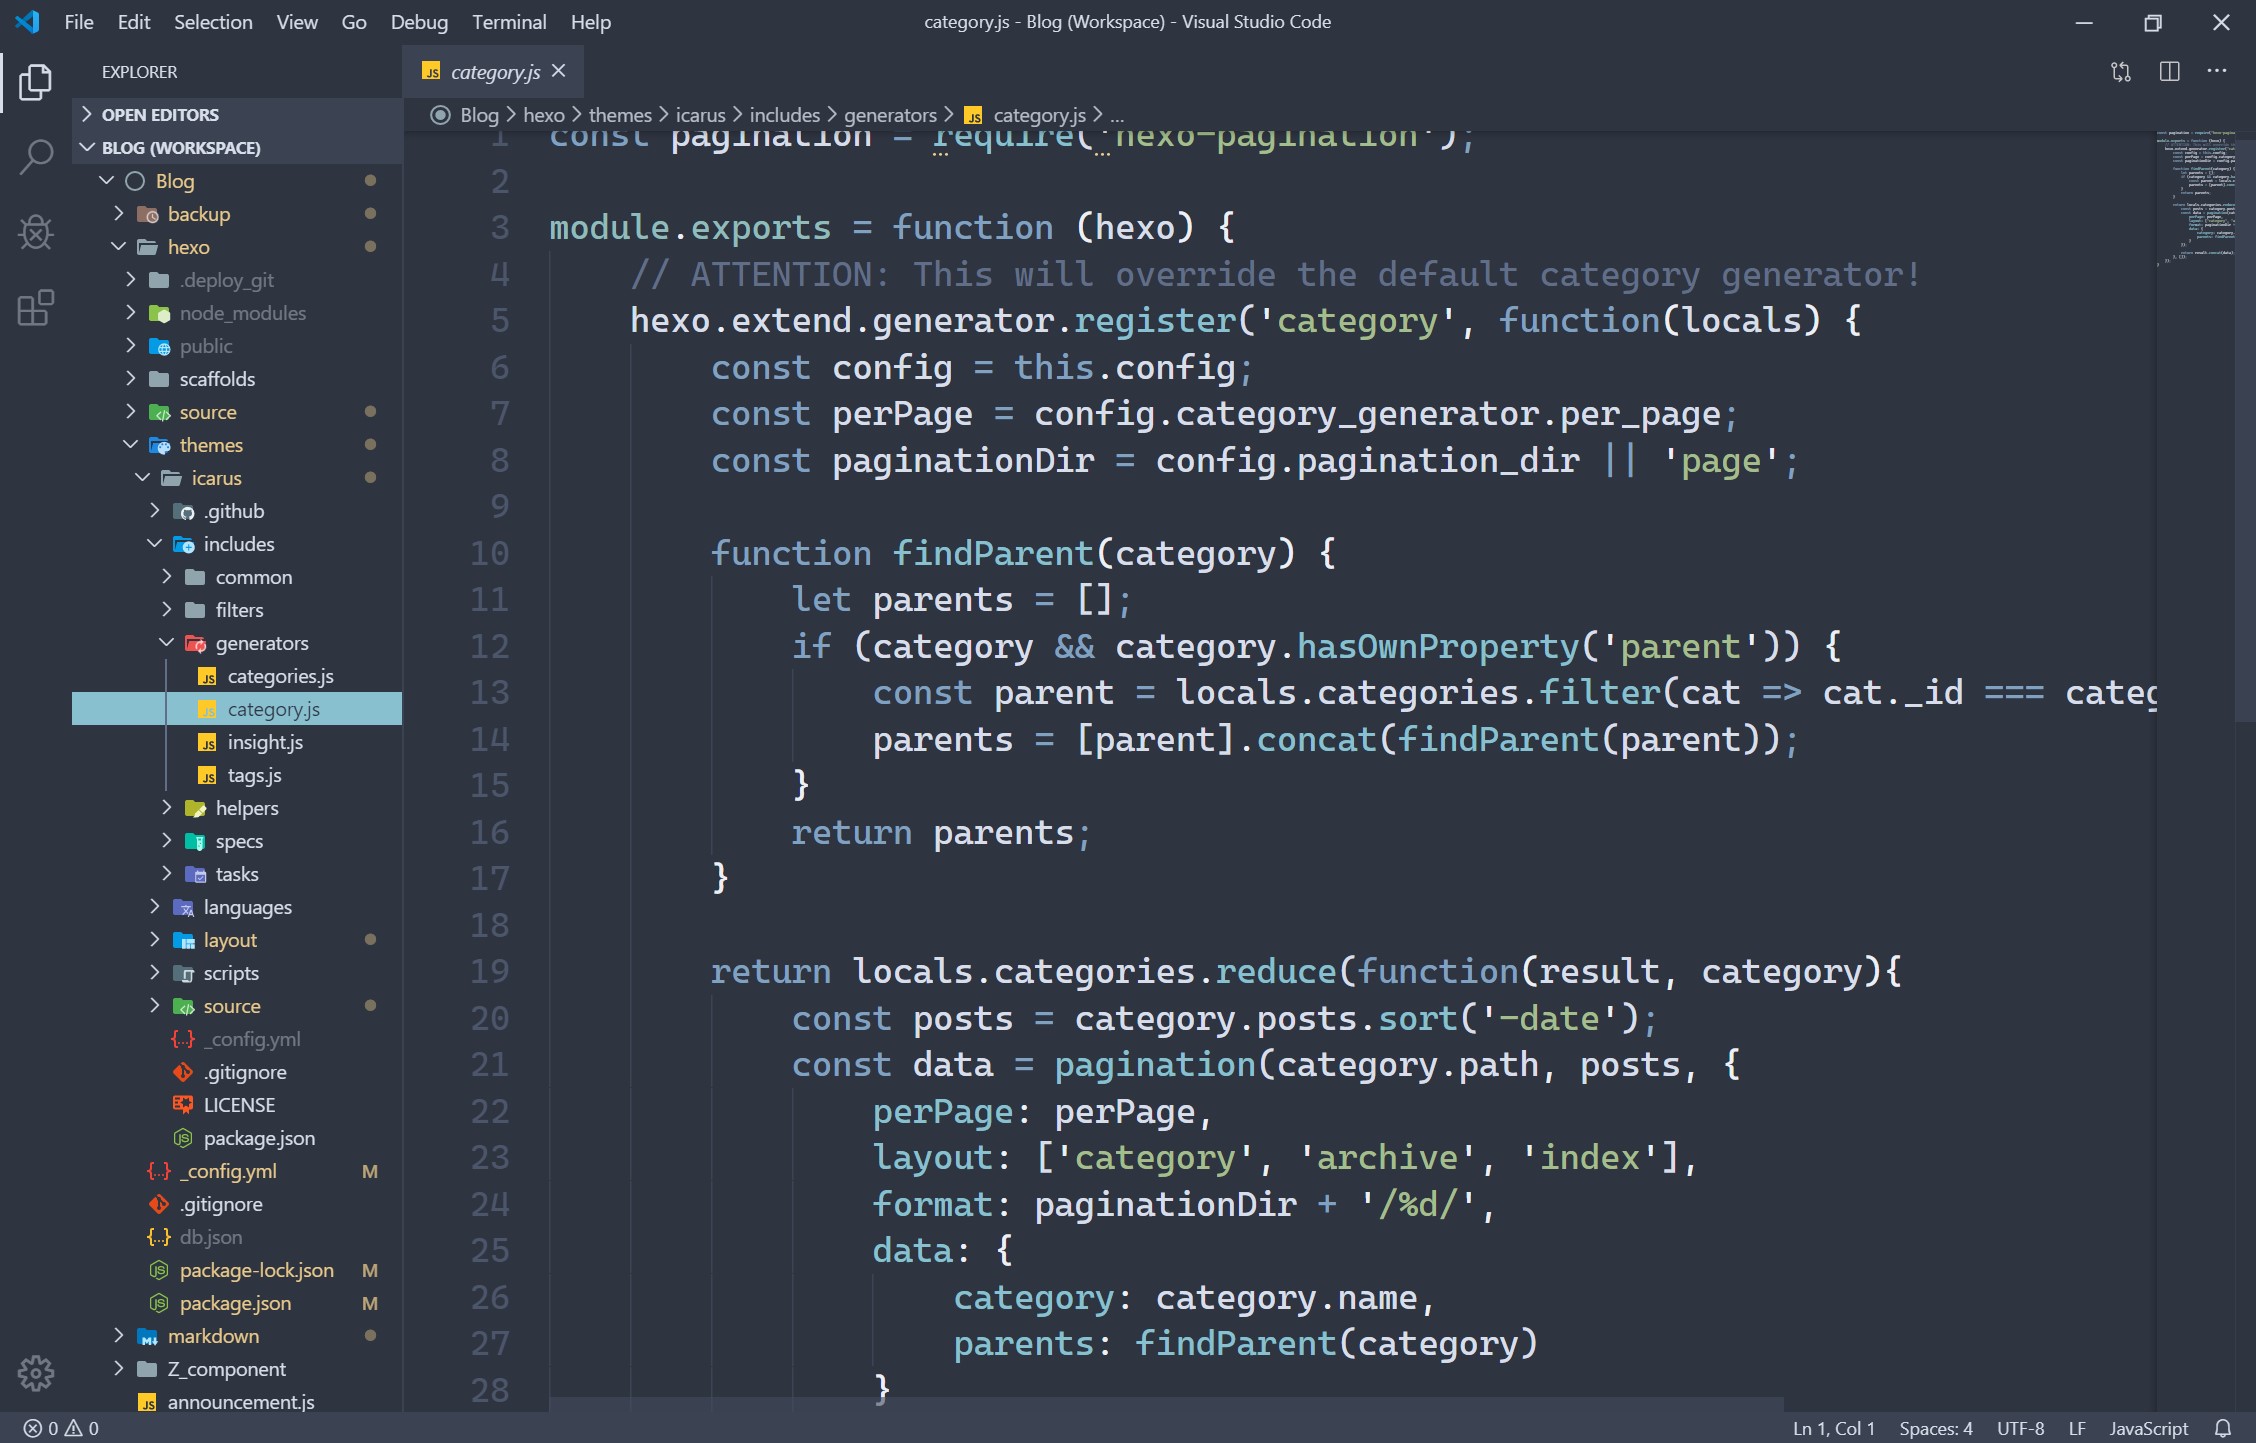 File Edit Selection View Go Debug Terminal Help
category.js - Blog (Workspace) - Visual Studio Code
EXPLORER
OPEN EDITORS
BLOG (WORKSPACE)
Blog
backup
hexo
.deploy_git
node_modules
public
scaffolds
source
themes
icarus
.github
includes
common
filters
generators
categories.js
category.js
insight.js
tags.js
helpers
specs
tasks
languages
layout
scripts
source
_config.yml
.gitignore
LICENSE
package.json
_config.yml M
.gitignore
db.json
package-lock.json M
package.json M
markdown
Z_component
announcement.js
category.js
Blog > hexo > themes > icarus > includes > generators > category.js > ...
1 const pagination = require('hexo-pagination');
2
3 module.exports = function (hexo) {
4     // ATTENTION: This will override the default category generator!
5     hexo.extend.generator.register('category', function(locals) {
6         const config = this.config;
7         const perPage = config.category_generator.per_page;
8         const paginationDir = config.pagination_dir || 'page';
9
10         function findParent(category) {
11             let parents = [];
12             if (category && category.hasOwnProperty('parent')) {
13                 const parent = locals.categories.filter(cat => cat._id === categ
14                 parents = [parent].concat(findParent(parent));
15             }
16             return parents;
17         }
18
19         return locals.categories.reduce(function(result, category){
20             const posts = category.posts.sort('-date');
21             const data = pagination(category.path, posts, {
22                 perPage: perPage,
23                 layout: ['category', 'archive', 'index'],
24                 format: paginationDir + '/%d/',
25                 data: {
26                     category: category.name,
27                     parents: findParent(category)
28                 }
0 0
Ln 1, Col 1 Spaces: 4 UTF-8 LF JavaScript